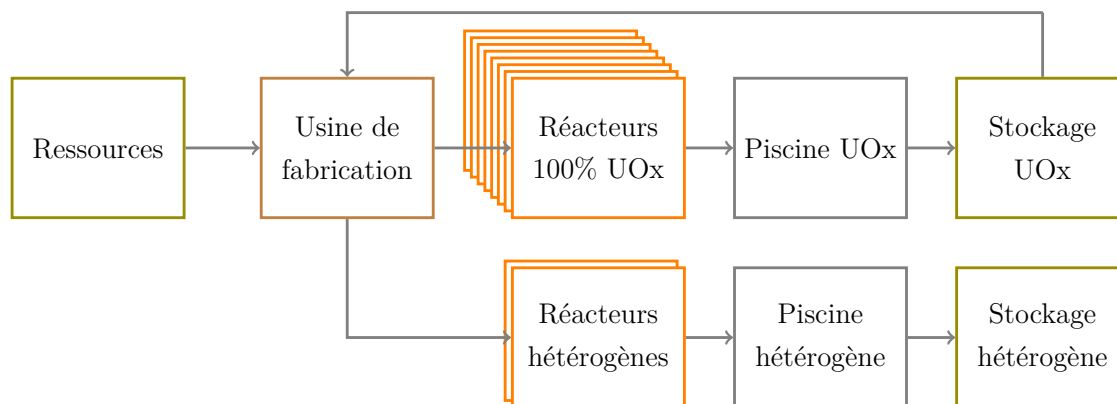 Ressources
Usine de
fabrication
Réacteurs
100% UOx
Piscine UOx
Stockage
UOx
Réacteurs
hétérogènes
Piscine
hétérogène
Stockage
hétérogène